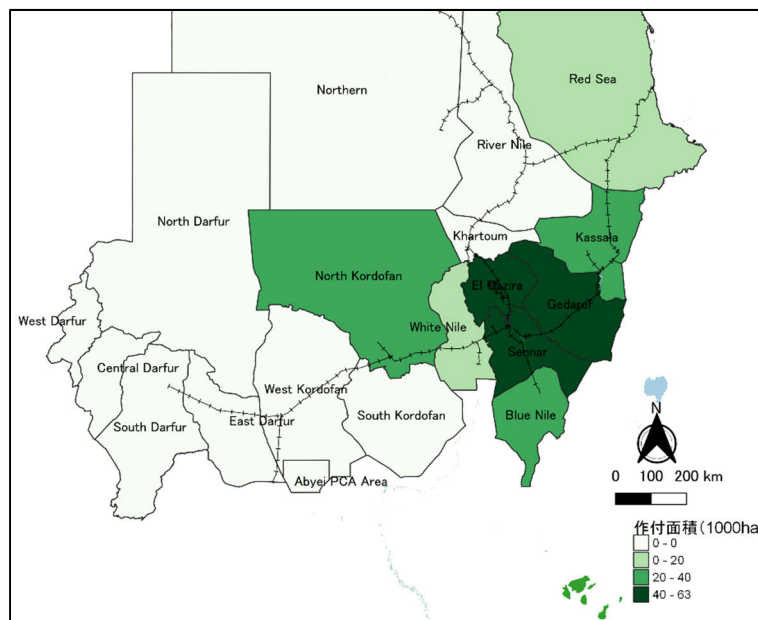 Northern
Red Sea
River Nile
North Darfur
Khartoum
Kassala
North Kordofan
El Gazira
Gedaref
West Darfur
White Nile
Sennar
Central Darfur
West Kordofan
South Kordofan
Blue Nile
South Darfur
East Darfur
Abyei PCA Area
N
0 100 200 km
作付面積(1000ha
0 - 0
0 - 20
20 - 40
40 - 63